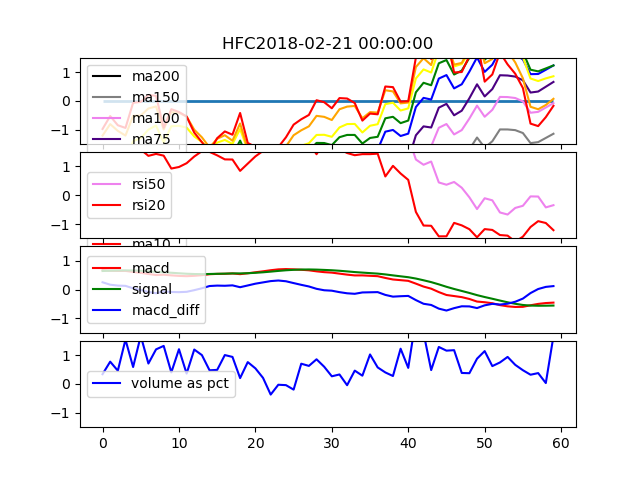 HFC2018-02-21 00:00:00
1
0
−1
ma200
ma150
ma100
ma75
1
0
−1
rsi50
rsi20
ma10
1
0
−1
macd
signal
macd_diff
1
0
−1
volume as pct
0 10 20 30 40 50 60